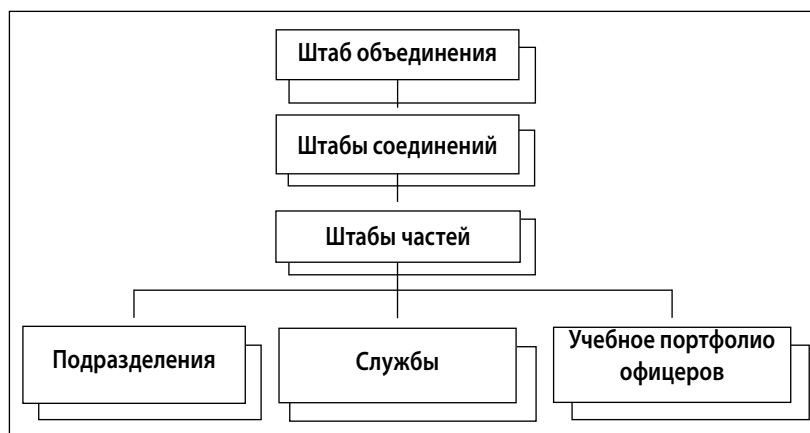 Штаб объединения
Штабы соединений
Штабы частей
Подразделения
Службы
Учебное портфолио
офицеров